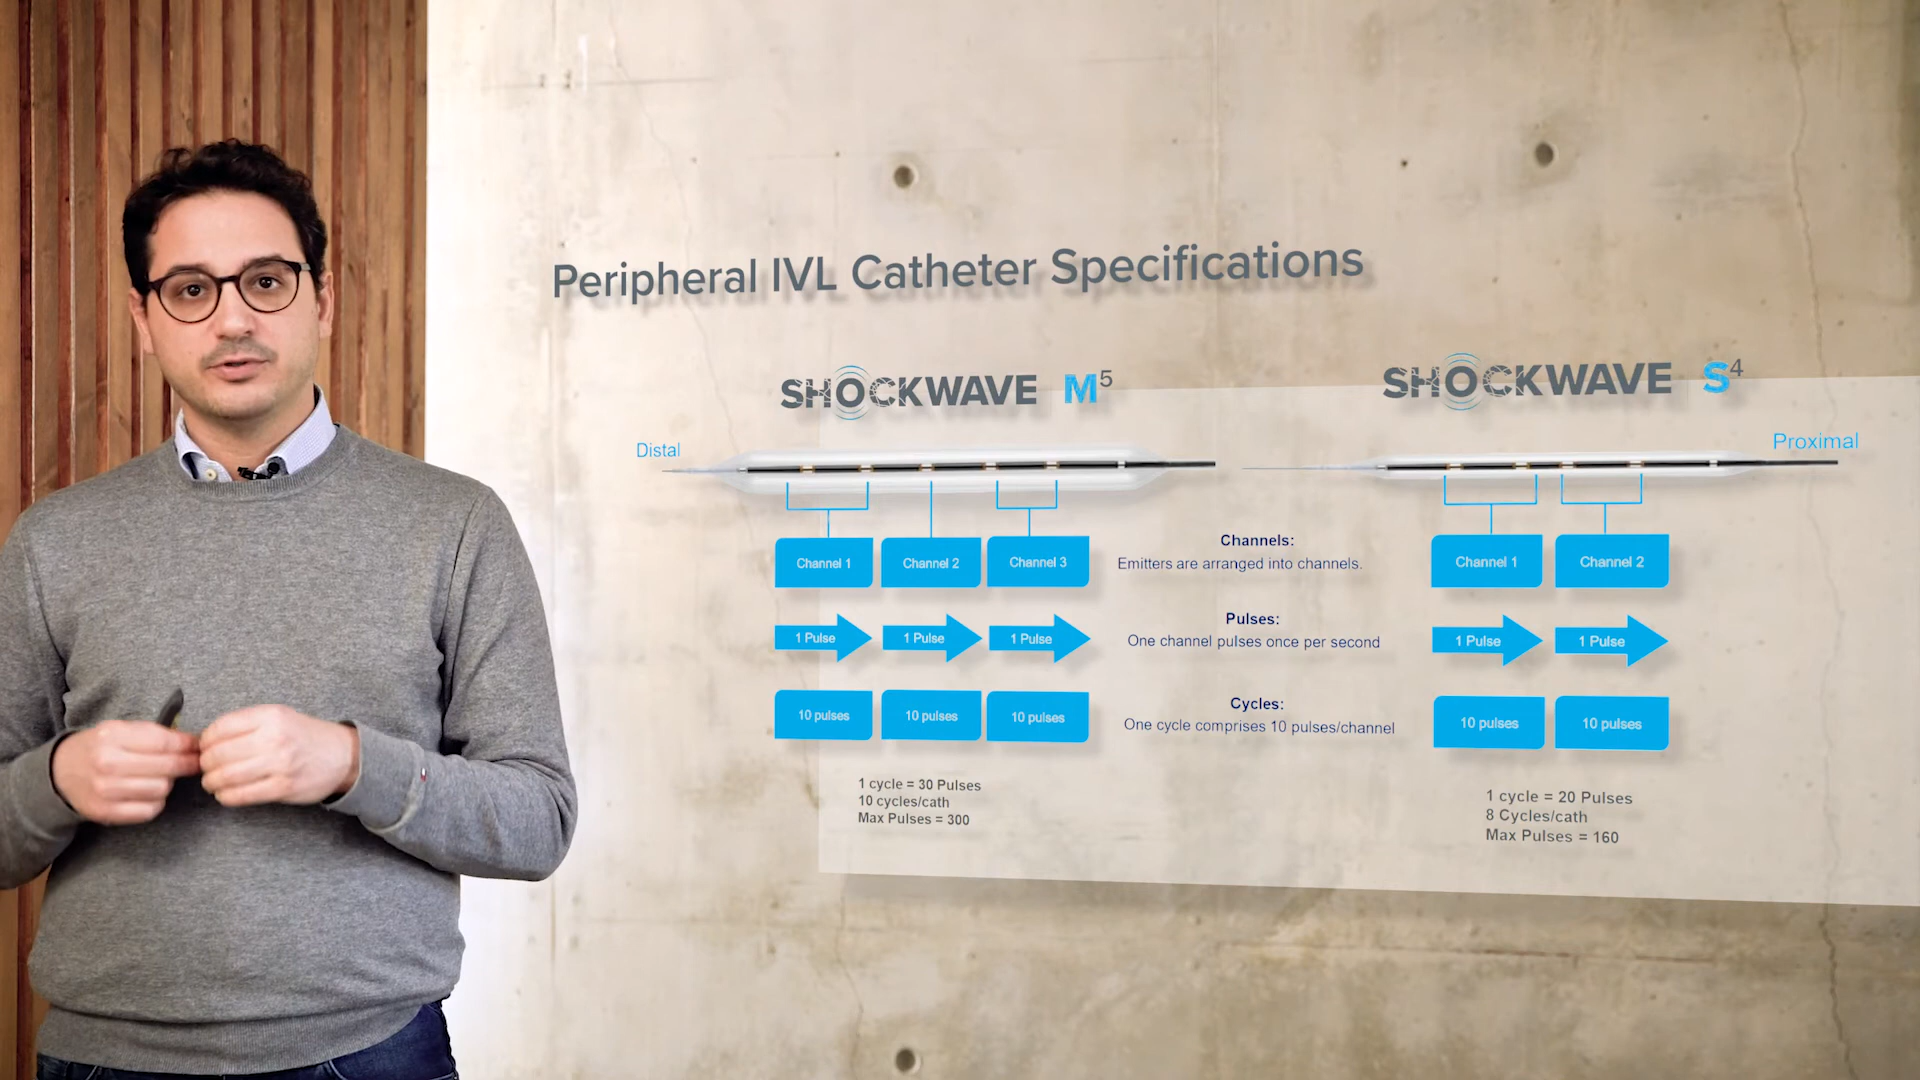 Peripheral IVL Catheter Specifications
SHOCKWAVE M5
SHOCKWAVE S4
Distal
Proximal
Channel 1
Channel 2
Channel 3
Channels:
Emitters are arranged into channels.
Channel 1
Channel 2
1 Pulse
1 Pulse
1 Pulse
Pulses:
One channel pulses once per second
1 Pulse
1 Pulse
10 pulses
10 pulses
10 pulses
Cycles:
One cycle comprises 10 pulses/channel
10 pulses
10 pulses
1 cycle = 30 Pulses
10 cycles/cath
Max Pulses = 300
1 cycle = 20 Pulses
8 Cycles/cath
Max Pulses = 160